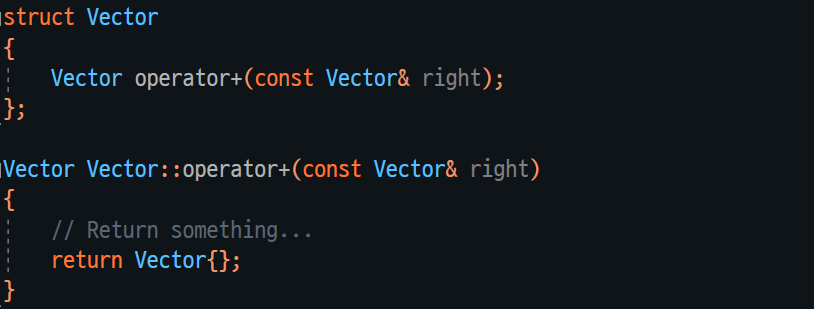 struct Vector
{
    Vector operator+(const Vector& right);
};
Vector Vector::operator+(const Vector& right)
{
    // Return something...
    return Vector{};
}